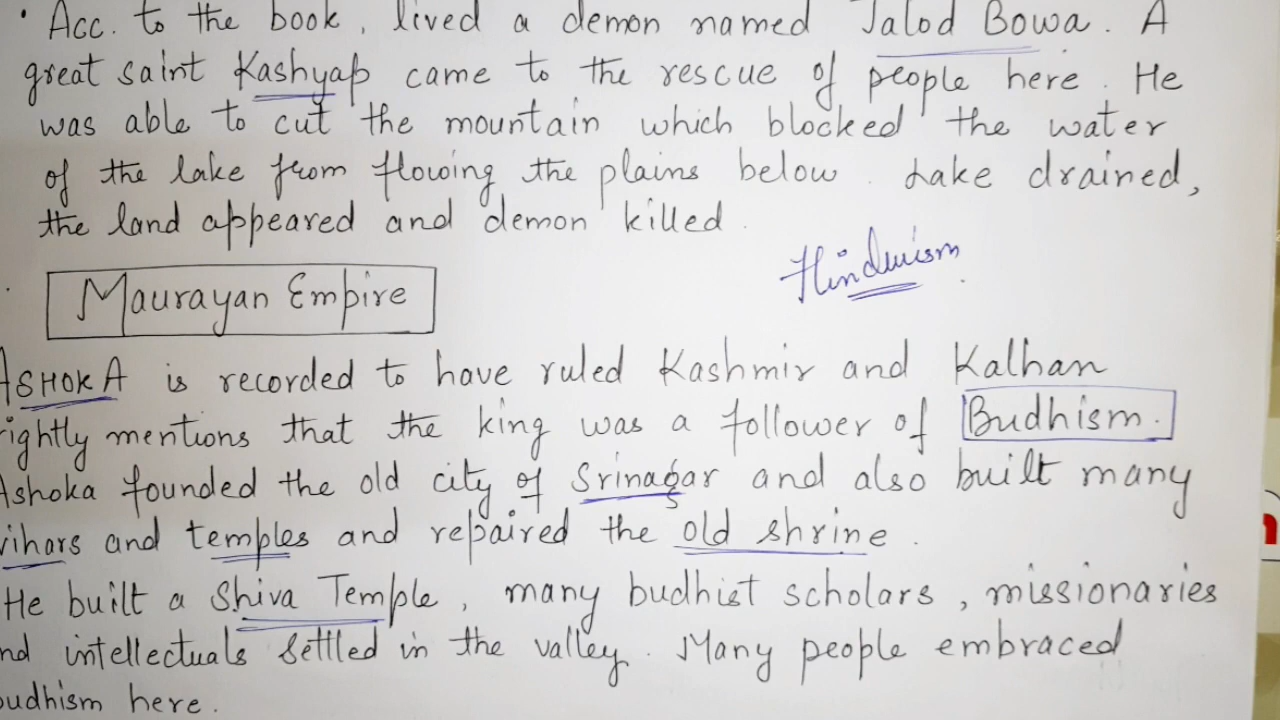 • Acc. to the book, lived a demon named Jalod Bowa. A
great saint Kashyap came to the rescue of people here. He
was able to cut the mountain which blocked the water
of the lake from flowing the plains below. Lake drained,
the land appeared and demon killed.
Hinduism
Maurayan Empire
ASHOKA is recorded to have ruled Kashmir and Kalhan
rightly mentions that the king was a follower of Budhism.
Ashoka founded the old city of Srinagar and also built many
vihars and temples and repaired the old shrine.
He built a Shiva Temple, many budhist scholars, missionaries
and intellectuals settled in the valley. Many people embraced
budhism here.